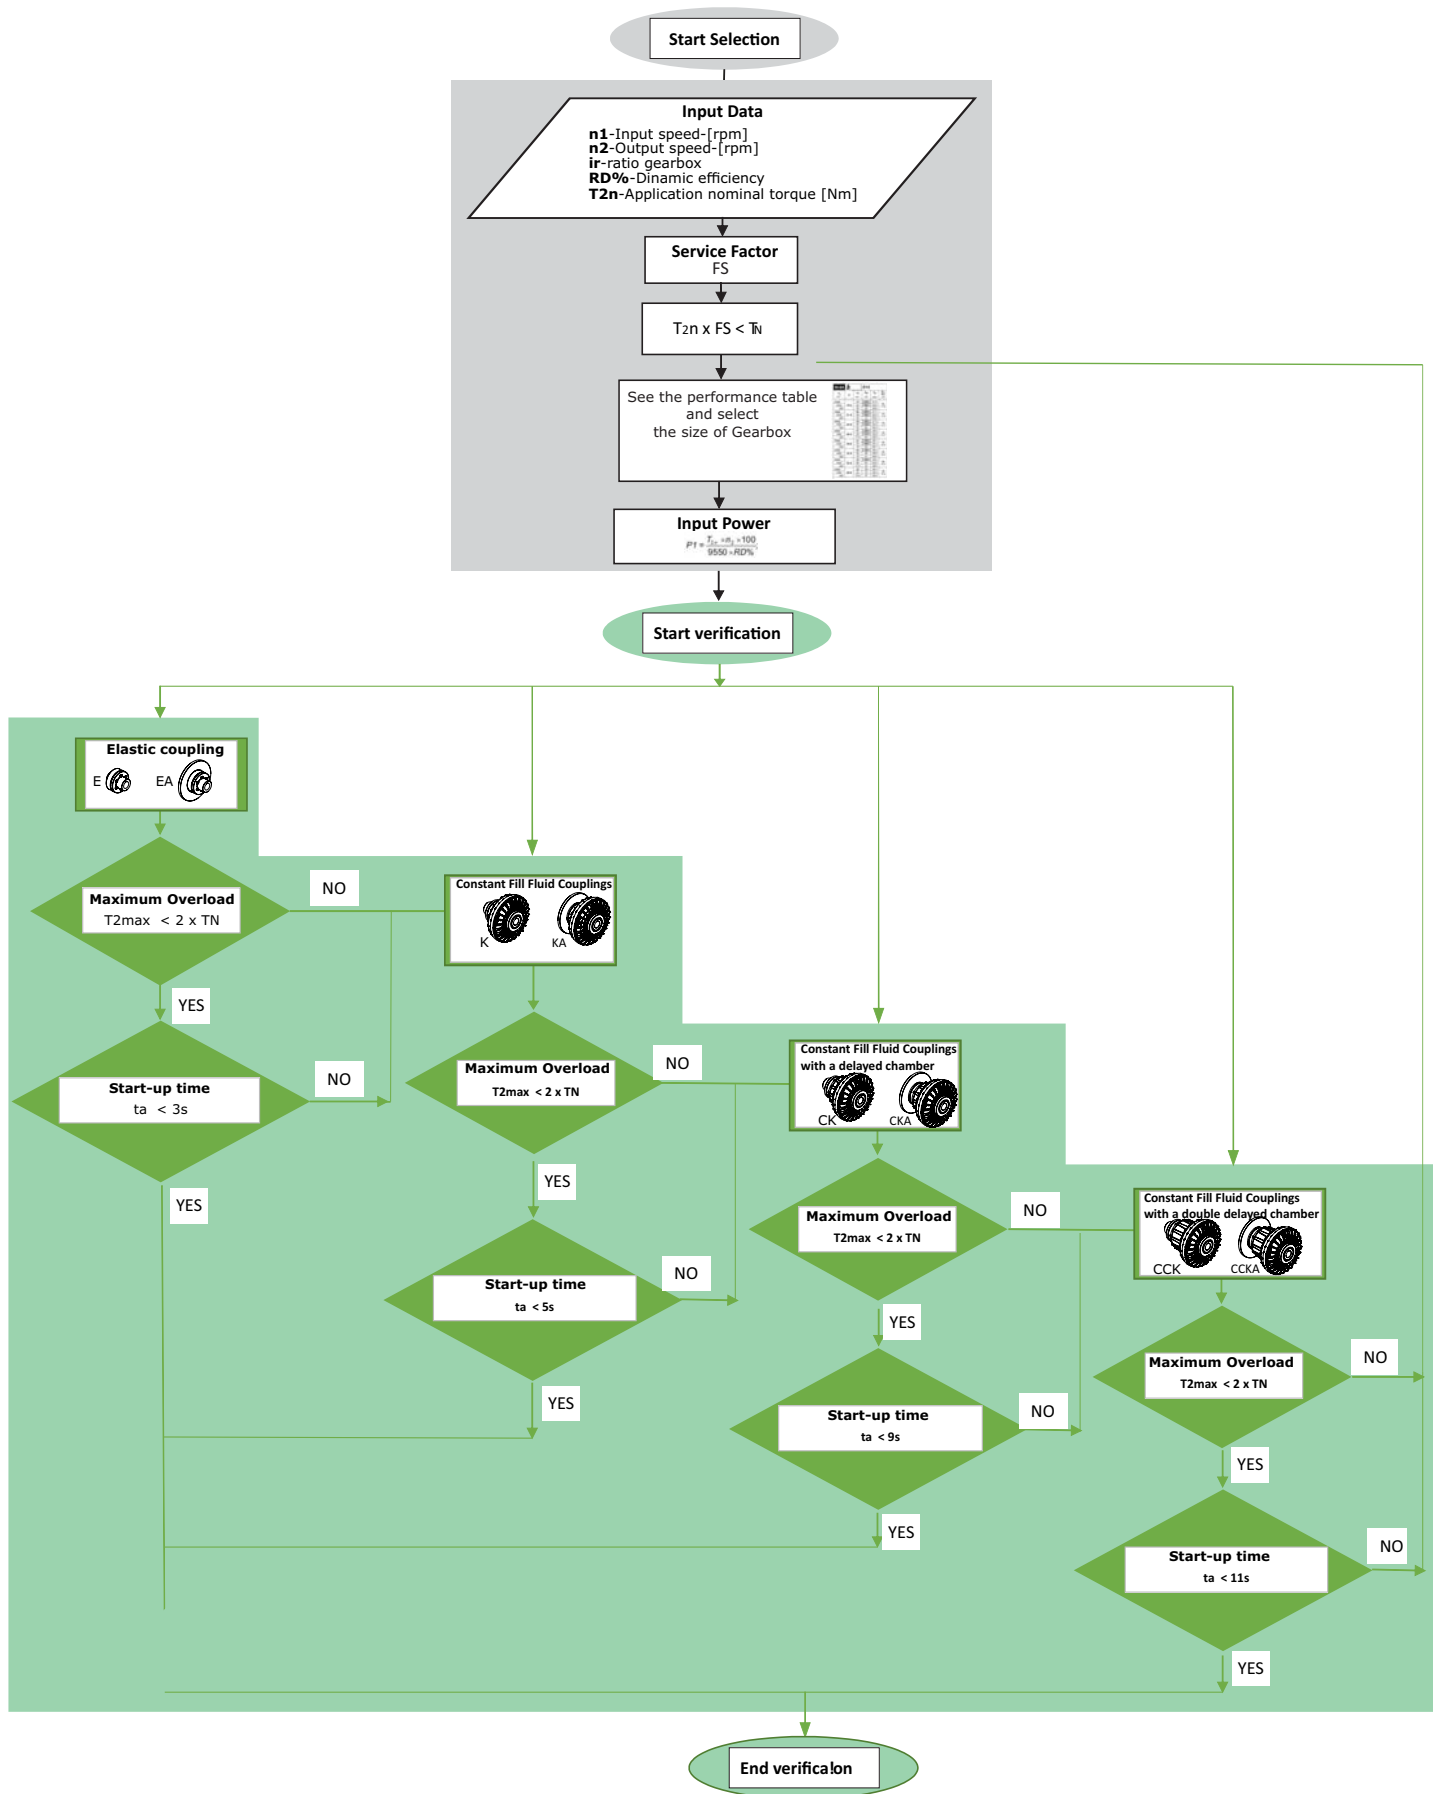 Start Selection
Input Data
n1-Input speed-[rpm]
n2-Output speed-[rpm]
ir-ratio gearbox
RD%-Dinamic efficiency
T2n-Application nominal torque [Nm]
Service Factor
FS
T2n x FS < TN
See the performance table
and select
the size of Gearbox
Input Power
Start verification
Elastic coupling
E
EA
Maximum Overload
T2max < 2 x TN
NO
YES
Start-up time
ta < 3s
NO
YES
Constant Fill Fluid Couplings
K
KA
Maximum Overload
T2max < 2 x TN
NO
YES
Start-up time
ta < 5s
NO
YES
Constant Fill Fluid Couplings
with a delayed chamber
CK
CKA
Maximum Overload
T2max < 2 x TN
NO
YES
Start-up time
ta < 9s
NO
YES
Constant Fill Fluid Couplings
with a double delayed chamber
CCK
CCKA
Maximum Overload
T2max < 2 x TN
NO
YES
Start-up time
ta < 11s
NO
YES